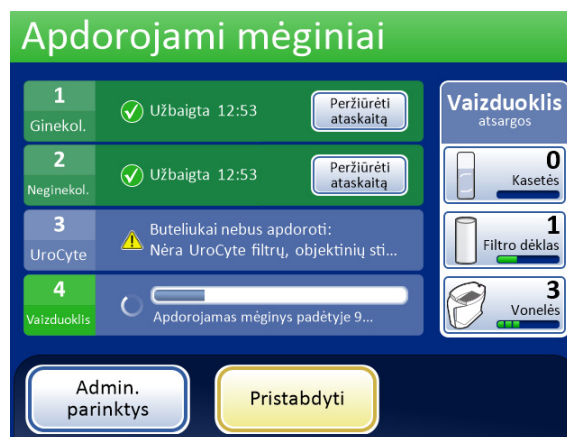 Apdorojami mėginiai
1
Ginekol.
Užbaigta 12:53
Peržiūrėti
ataskaitą
2
Neginekol.
Užbaigta 12:53
Peržiūrėti
ataskaitą
3
UroCyte
Buteliukai nebus apdoroti:
Nėra UroCyte filtrų, objektinių sti...
4
Vaizduoklis
Apdorojamas mėginys padėtyje 9...
Vaizduoklis
atsargos
0
Kasetės
1
Filtro dėklas
3
Vonelės
Admin.
parinktys
Pristabdyti